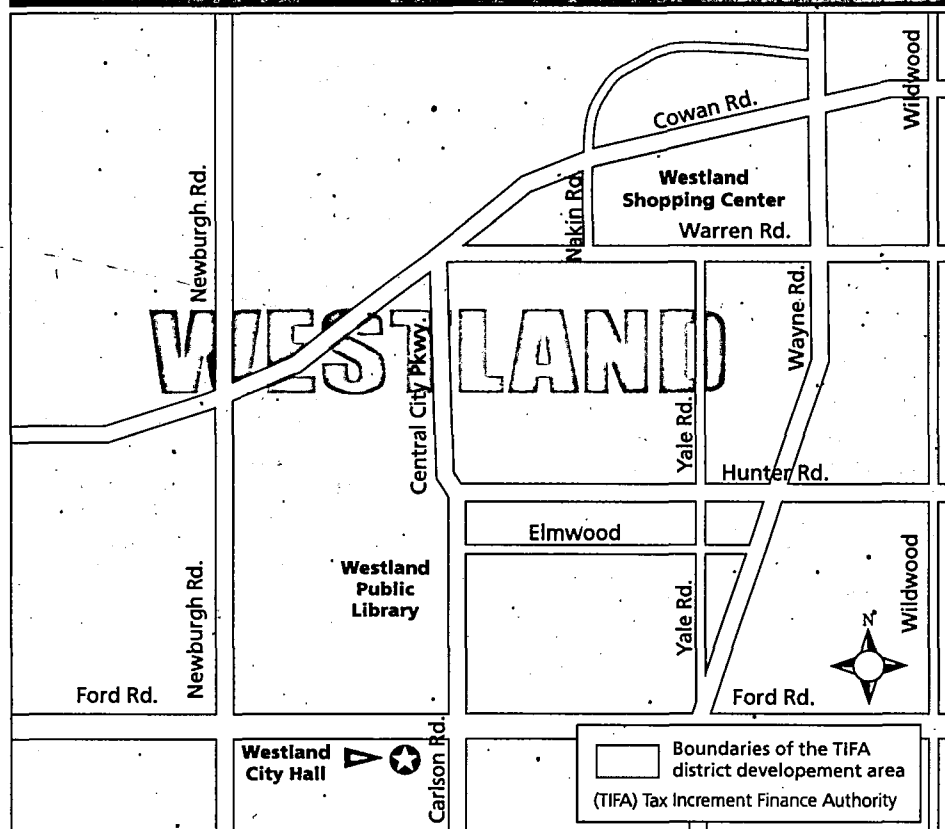 Wildwood
Cowan Rd.
Newburgh Rd.
Nakin Rd.
Westland
Shopping Center
Warren Rd.
Wayne Rd.
WESTLAND
Central City Pkwy.
Yale Rd.
Hunter Rd.
Elmwood
Westland
Public
Library
Newburgh Rd.
Yale Rd.
Wildwood
N
Ford Rd.
Ford Rd.
Westland
City Hall
Carlson Rd.
Boundaries of the TIFA
district developement area
(TIFA) Tax Increment Finance Authority